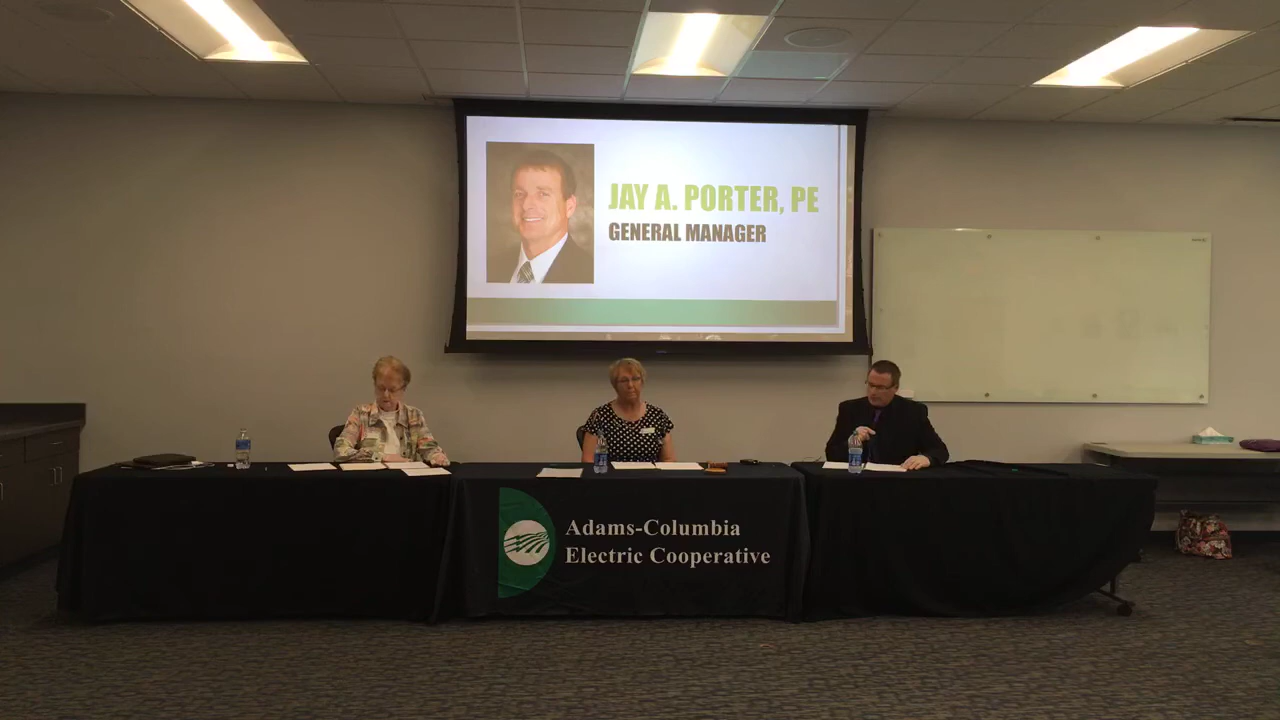 JAY A. PORTER, PE
GENERAL MANAGER
Adams-Columbia
Electric Cooperative